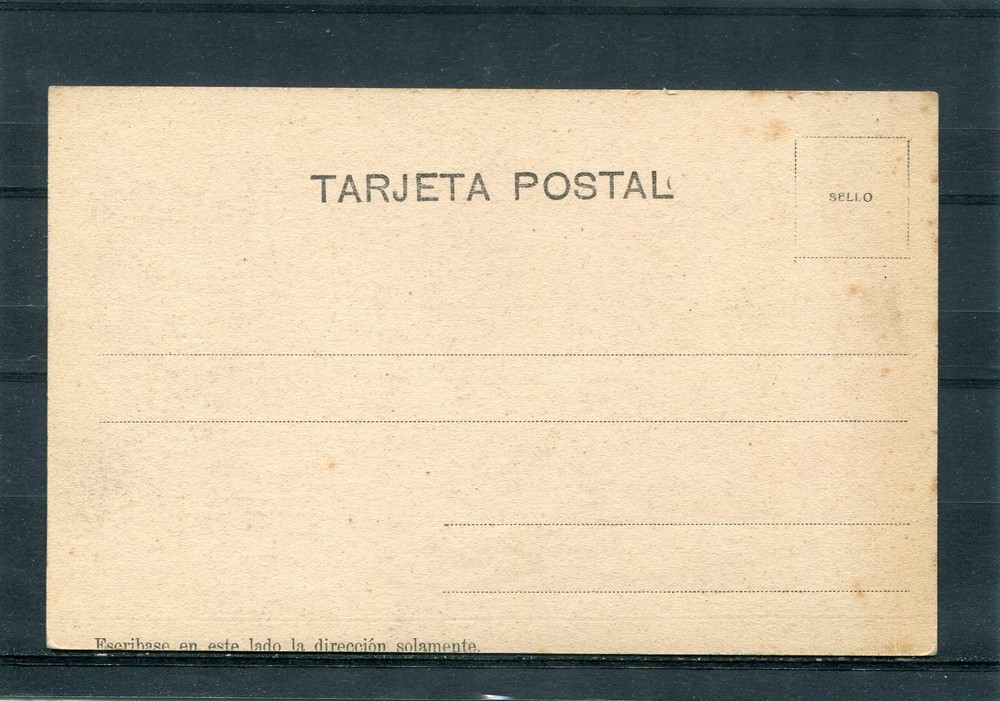 TARJETA POSTAL
SELLO
Escribase en este lado la dirección solamente.